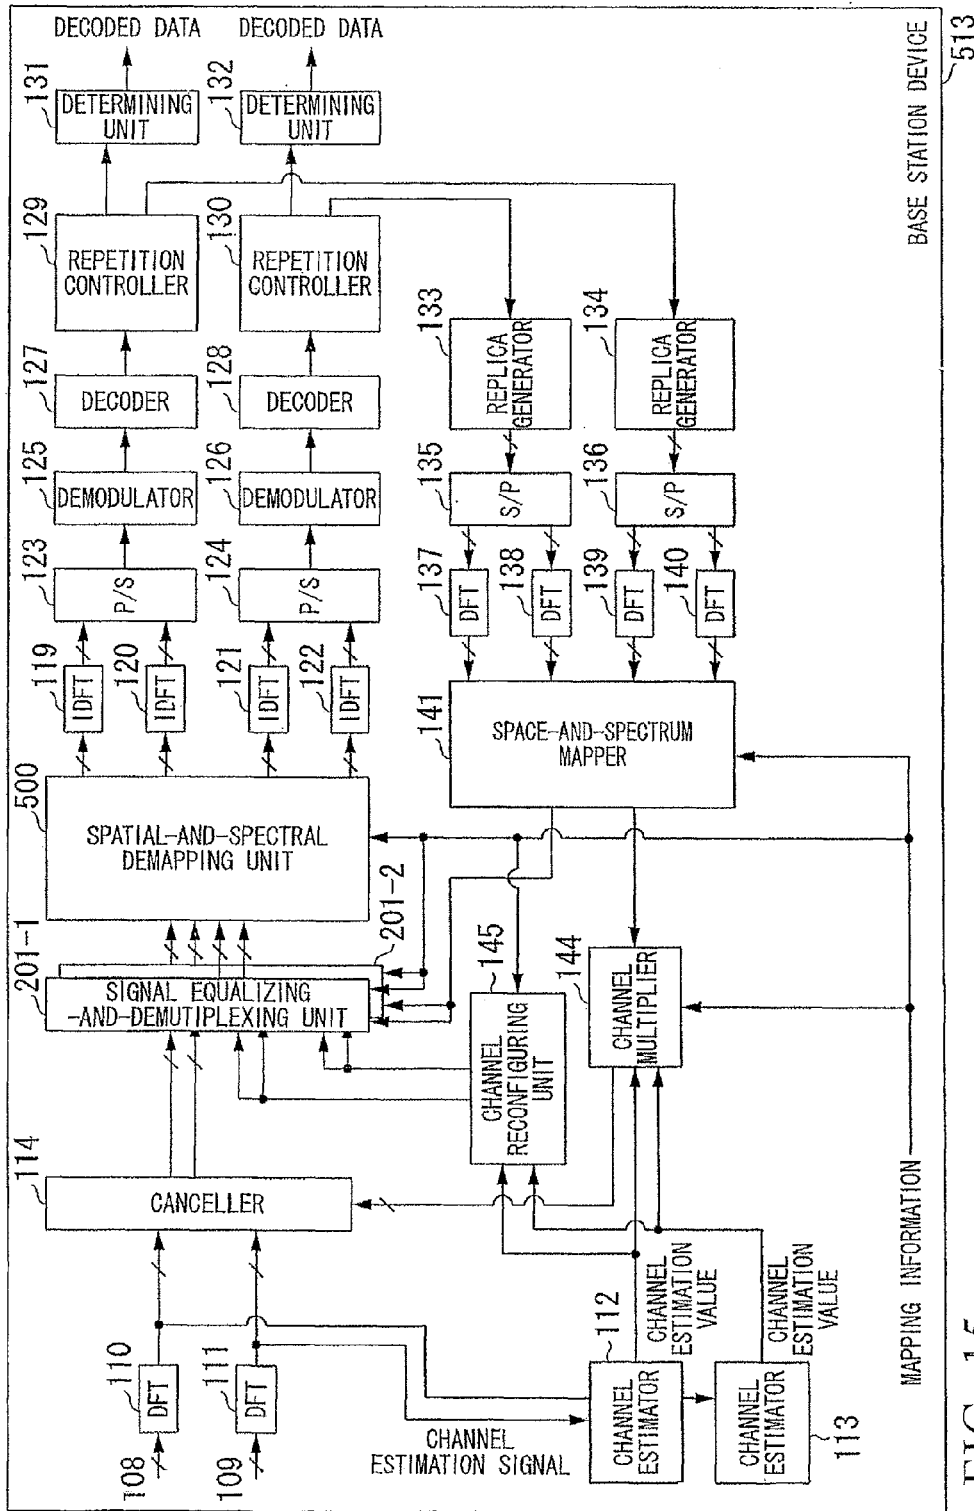 DECODED DATA
DECODED DATA
131
DETERMINING
UNIT
132
DETERMINING
UNIT
129
REPETITION
CONTROLLER
130
REPETITION
CONTROLLER
127
DECODER
128
DECODER
125
DEMODULATOR
126
DEMODULATOR
123
P/S
124
P/S
119
IDFT
120
IDFT
121
IDFT
122
IDFT
500
SPATIAL-AND-SPECTRAL
DEMAPPING UNIT
201-1
201-2
SIGNAL EQUALIZING
-AND-DEMUTIPLEXING UNIT
114
CANCELLER
110
DFT
111
DFT
108
109
133
REPLICA
GENERATOR
134
REPLICA
GENERATOR
135
S/P
136
S/P
137
DFT
138
DFT
139
DFT
140
DFT
141
SPACE-AND-SPECTRUM
MAPPER
144
CHANNEL
MULTIPLIER
145
CHANNEL
RECONFIGURING
UNIT
112
CHANNEL
ESTIMATOR
CHANNEL
ESTIMATOR
113
CHANNEL
ESTIMATION
VALUE
CHANNEL
ESTIMATION
VALUE
CHANNEL
ESTIMATION SIGNAL
MAPPING INFORMATION
BASE STATION DEVICE
513
FIG. 15